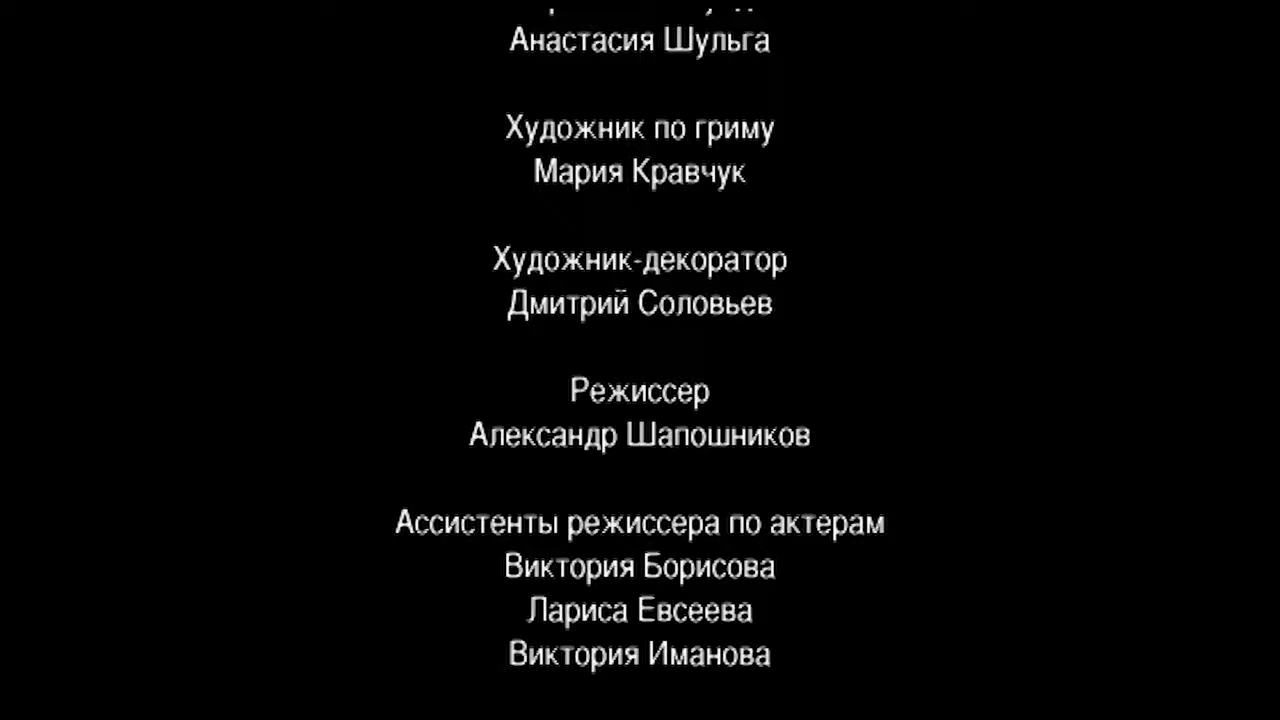 Анастасия Шульга
Художник по гриму
Мария Кравчук
Художник-декоратор
Дмитрий Соловьев
Режиссер
Александр Шапошников
Ассистенты режиссера по актерам
Виктория Борисова
Лариса Евсеева
Виктория Иманова